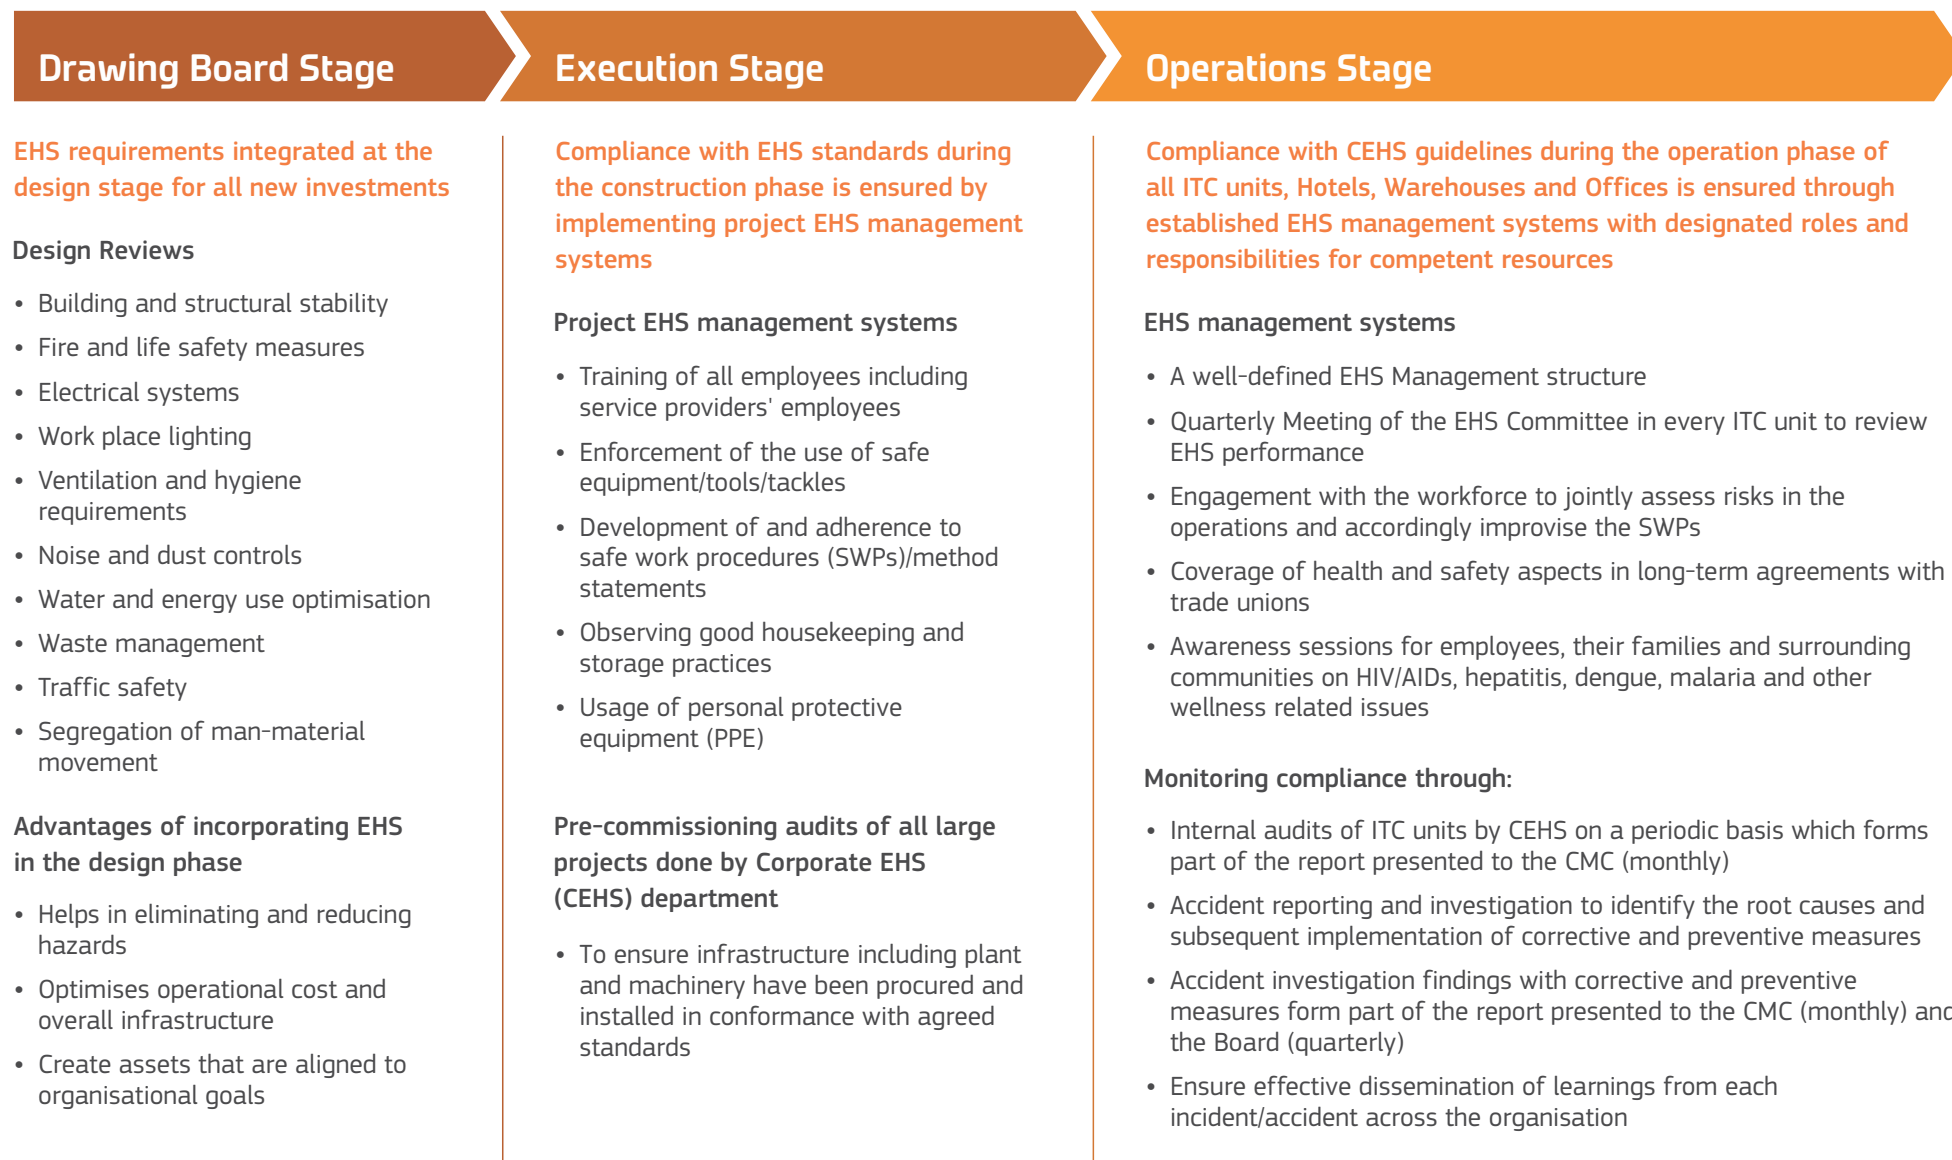 Drawing Board Stage
EHS requirements integrated at the
design stage for all new investments
Design Reviews
• Building and structural stability
• Fire and life safety measures
• Electrical systems
• Work place lighting
• Ventilation and hygiene
requirements
• Noise and dust controls
• Water and energy use optimisation
• Waste management
• Traffic safety
• Segregation of man-material
movement
Advantages of incorporating EHS
in the design phase
• Helps in eliminating and reducing
hazards
• Optimises operational cost and
overall infrastructure
• Create assets that are aligned to
organisational goals
Execution Stage
Compliance with EHS standards during
the construction phase is ensured by
implementing project EHS management
systems
Project EHS management systems
• Training of all employees including
service providers' employees
• Enforcement of the use of safe
equipment/tools/tackles
• Development of and adherence to
safe work procedures (SWPs)/method
statements
• Observing good housekeeping and
storage practices
• Usage of personal protective
equipment (PPE)
Pre-commissioning audits of all large
projects done by Corporate EHS
(CEHS) department
• To ensure infrastructure including plant
and machinery have been procured and
installed in conformance with agreed
standards
Operations Stage
Compliance with CEHS guidelines during the operation phase of
all ITC units, Hotels, Warehouses and Offices is ensured through
established EHS management systems with designated roles and
responsibilities for competent resources
EHS management systems
• A well-defined EHS Management structure
• Quarterly Meeting of the EHS Committee in every ITC unit to review
EHS performance
• Engagement with the workforce to jointly assess risks in the
operations and accordingly improvise the SWPs
• Coverage of health and safety aspects in long-term agreements with
trade unions
• Awareness sessions for employees, their families and surrounding
communities on HIV/AIDs, hepatitis, dengue, malaria and other
wellness related issues
Monitoring compliance through:
• Internal audits of ITC units by CEHS on a periodic basis which forms
part of the report presented to the CMC (monthly)
• Accident reporting and investigation to identify the root causes and
subsequent implementation of corrective and preventive measures
• Accident investigation findings with corrective and preventive
measures form part of the report presented to the CMC (monthly) and
the Board (quarterly)
• Ensure effective dissemination of learnings from each
incident/accident across the organisation